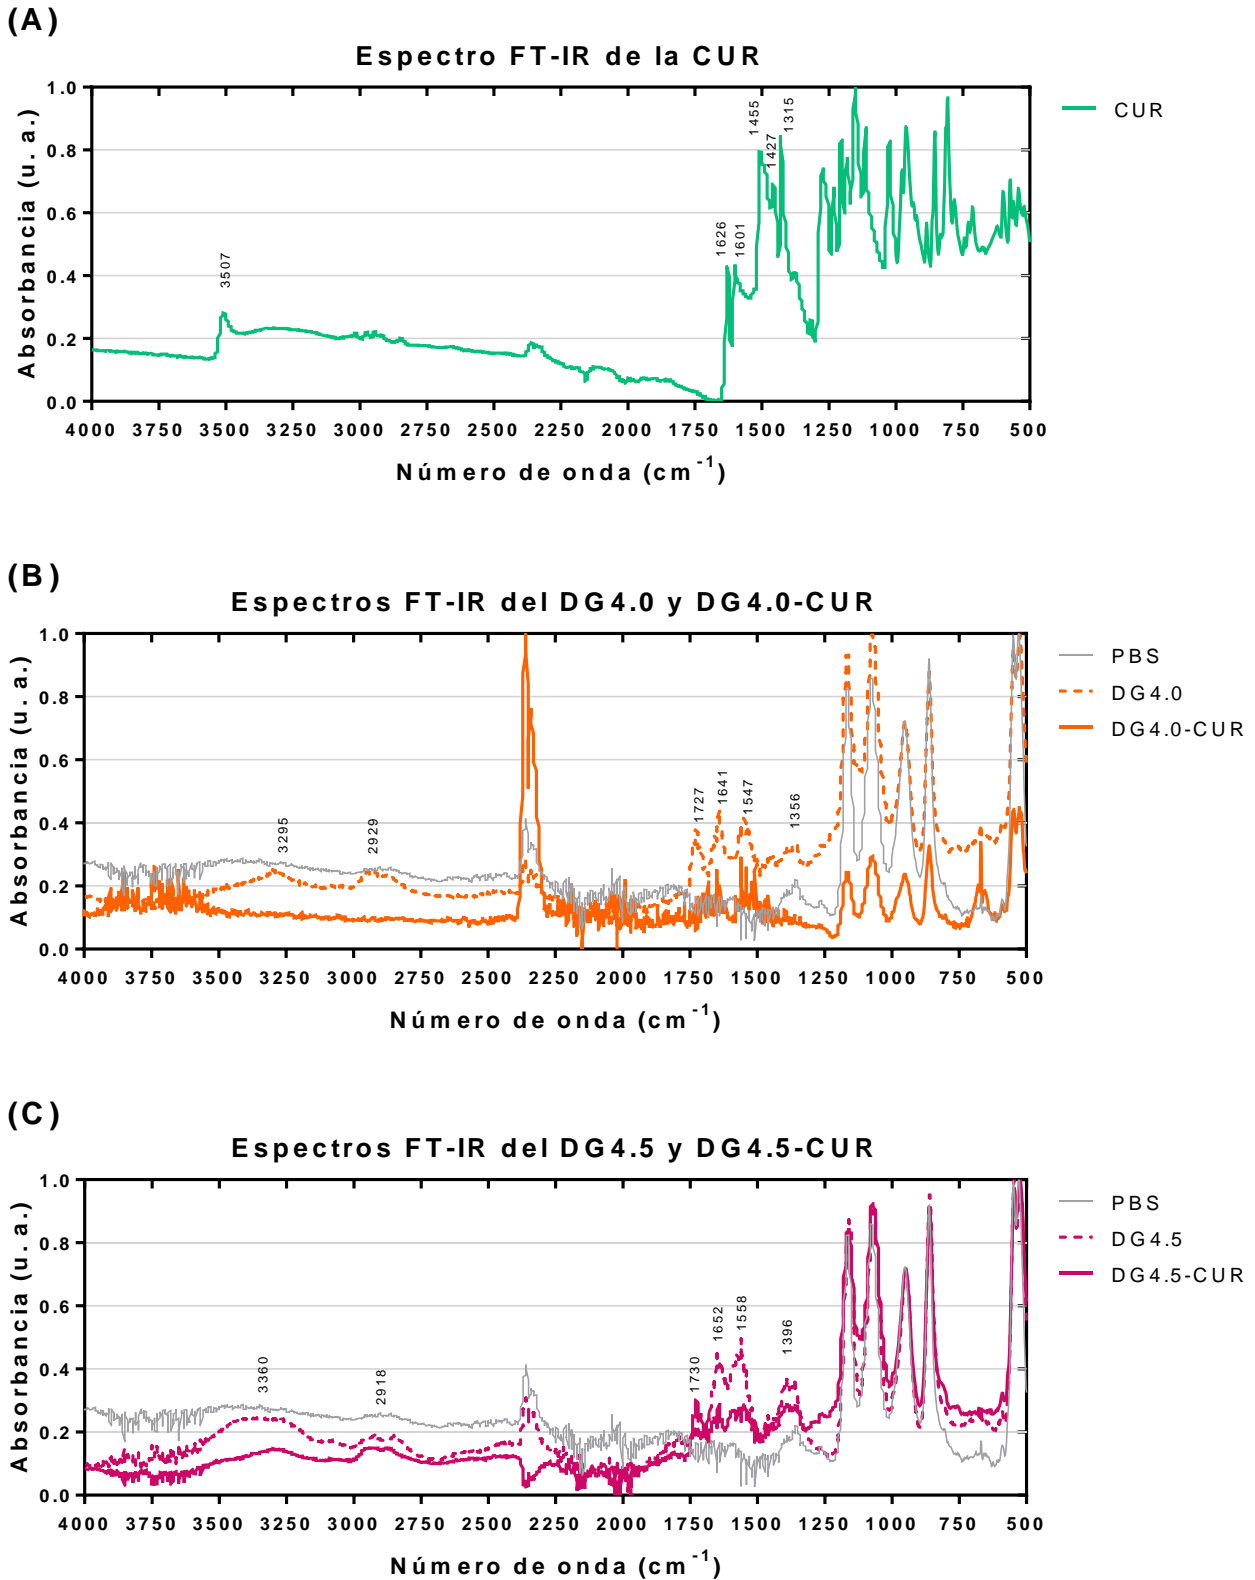 (A)
Espectro FT-IR de la CUR
CUR
Absorbancia (u. a.)
1.0
0.8
0.6
0.4
0.2
0.0
3507
1626
1601
1455
1427
1315
4000 3750 3500 3250 3000 2750 2500 2250 2000 1750 1500 1250 1000 750 500
Número de onda (cm-1)
(B)
Espectros FT-IR del DG4.0 y DG4.0-CUR
PBS
DG4.0
DG4.0-CUR
Absorbancia (u. a.)
1.0
0.8
0.6
0.4
0.2
0.0
3295
2929
1727
1641
1547
1356
4000 3750 3500 3250 3000 2750 2500 2250 2000 1750 1500 1250 1000 750 500
Número de onda (cm-1)
(C)
Espectros FT-IR del DG4.5 y DG4.5-CUR
PBS
DG4.5
DG4.5-CUR
Absorbancia (u. a.)
1.0
0.8
0.6
0.4
0.2
0.0
3360
2918
1730
1652
1558
1396
4000 3750 3500 3250 3000 2750 2500 2250 2000 1750 1500 1250 1000 750 500
Número de onda (cm-1)